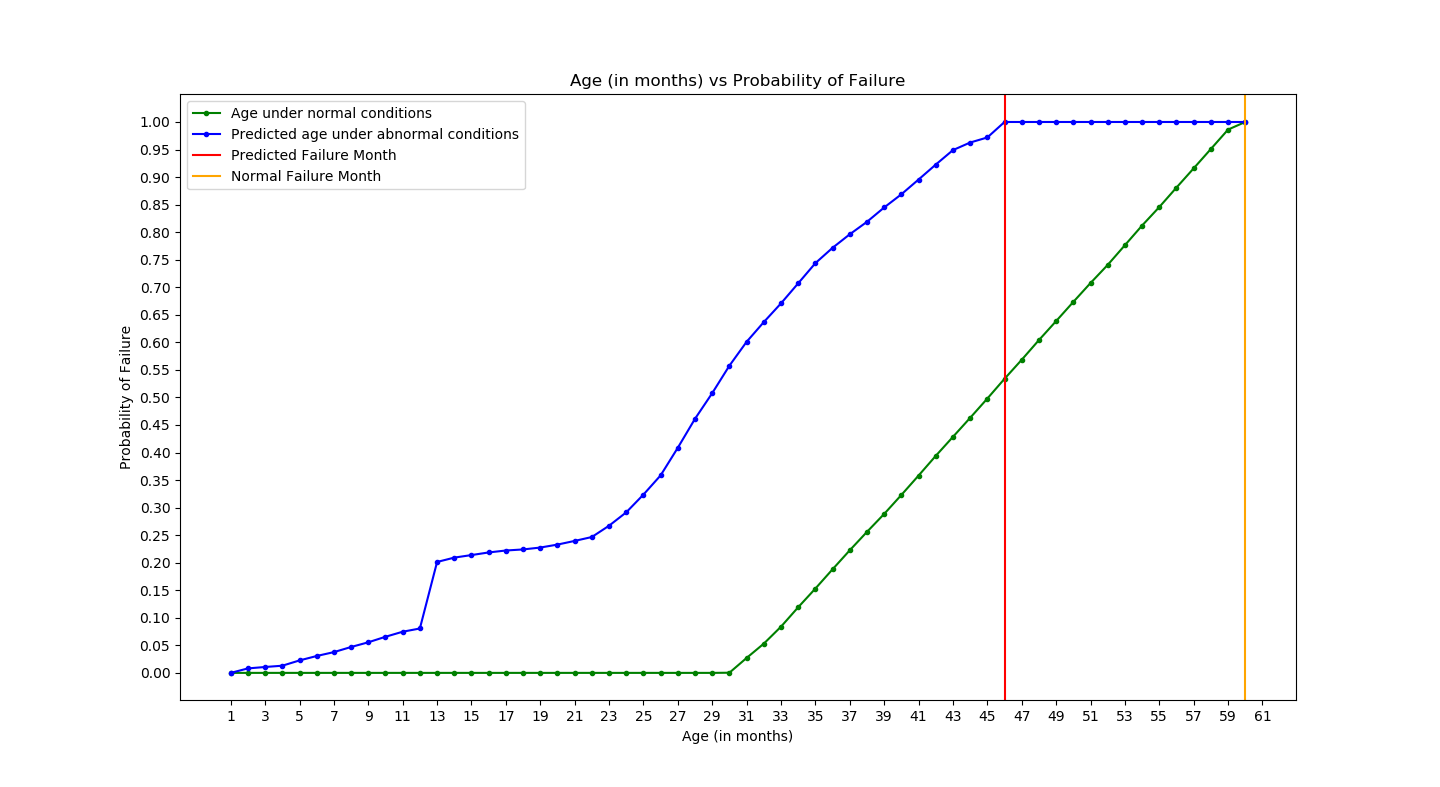 Age (in months) vs Probability of Failure
Age under normal conditions
Predicted age under abnormal conditions
Predicted Failure Month
Normal Failure Month
Probability of Failure
1.00
0.95
0.90
0.85
0.80
0.75
0.70
0.65
0.60
0.55
0.50
0.45
0.40
0.35
0.30
0.25
0.20
0.15
0.10
0.05
0.00
1 3 5 7 9 11 13 15 17 19 21 23 25 27 29 31 33 35 37 39 41 43 45 47 49 51 53 55 57 59 61
Age (in months)